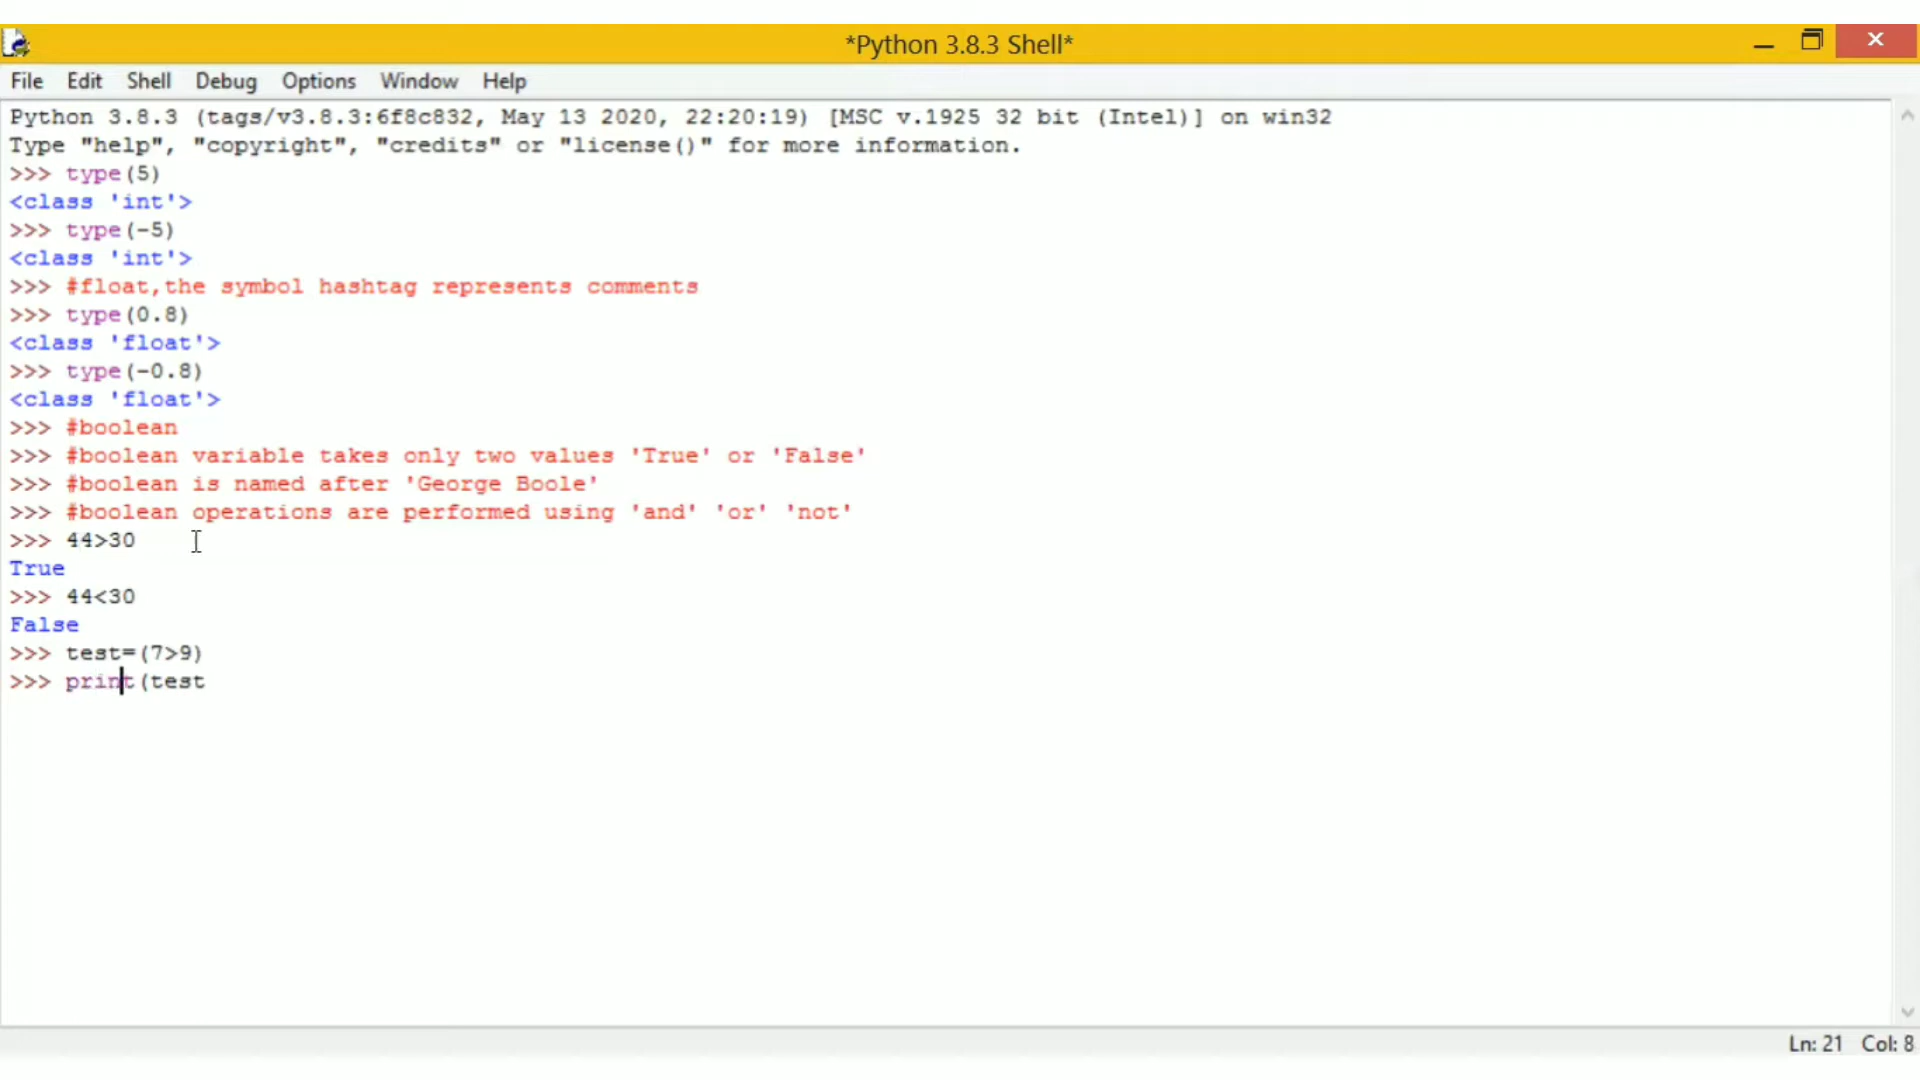 *Python 3.8.3 Shell*
File Edit Shell Debug Options Window Help
Python 3.8.3 (tags/v3.8.3:6f8c832, May 13 2020, 22:20:19) [MSC v.1925 32 bit (Intel)] on win32
Type "help", "copyright", "credits" or "license()" for more information.
>>> type(5)
<class 'int'>
>>> type(-5)
<class 'int'>
>>> #float,the symbol hashtag represents comments
>>> type(0.8)
<class 'float'>
>>> type(-0.8)
<class 'float'>
>>> #boolean
>>> #boolean variable takes only two values 'True' or 'False'
>>> #boolean is named after 'George Boole'
>>> #boolean operations are performed using 'and' 'or' 'not'
>>> 44>30
True
>>> 44<30
False
>>> test=(7>9)
>>> print(test
Ln: 21 Col: 8